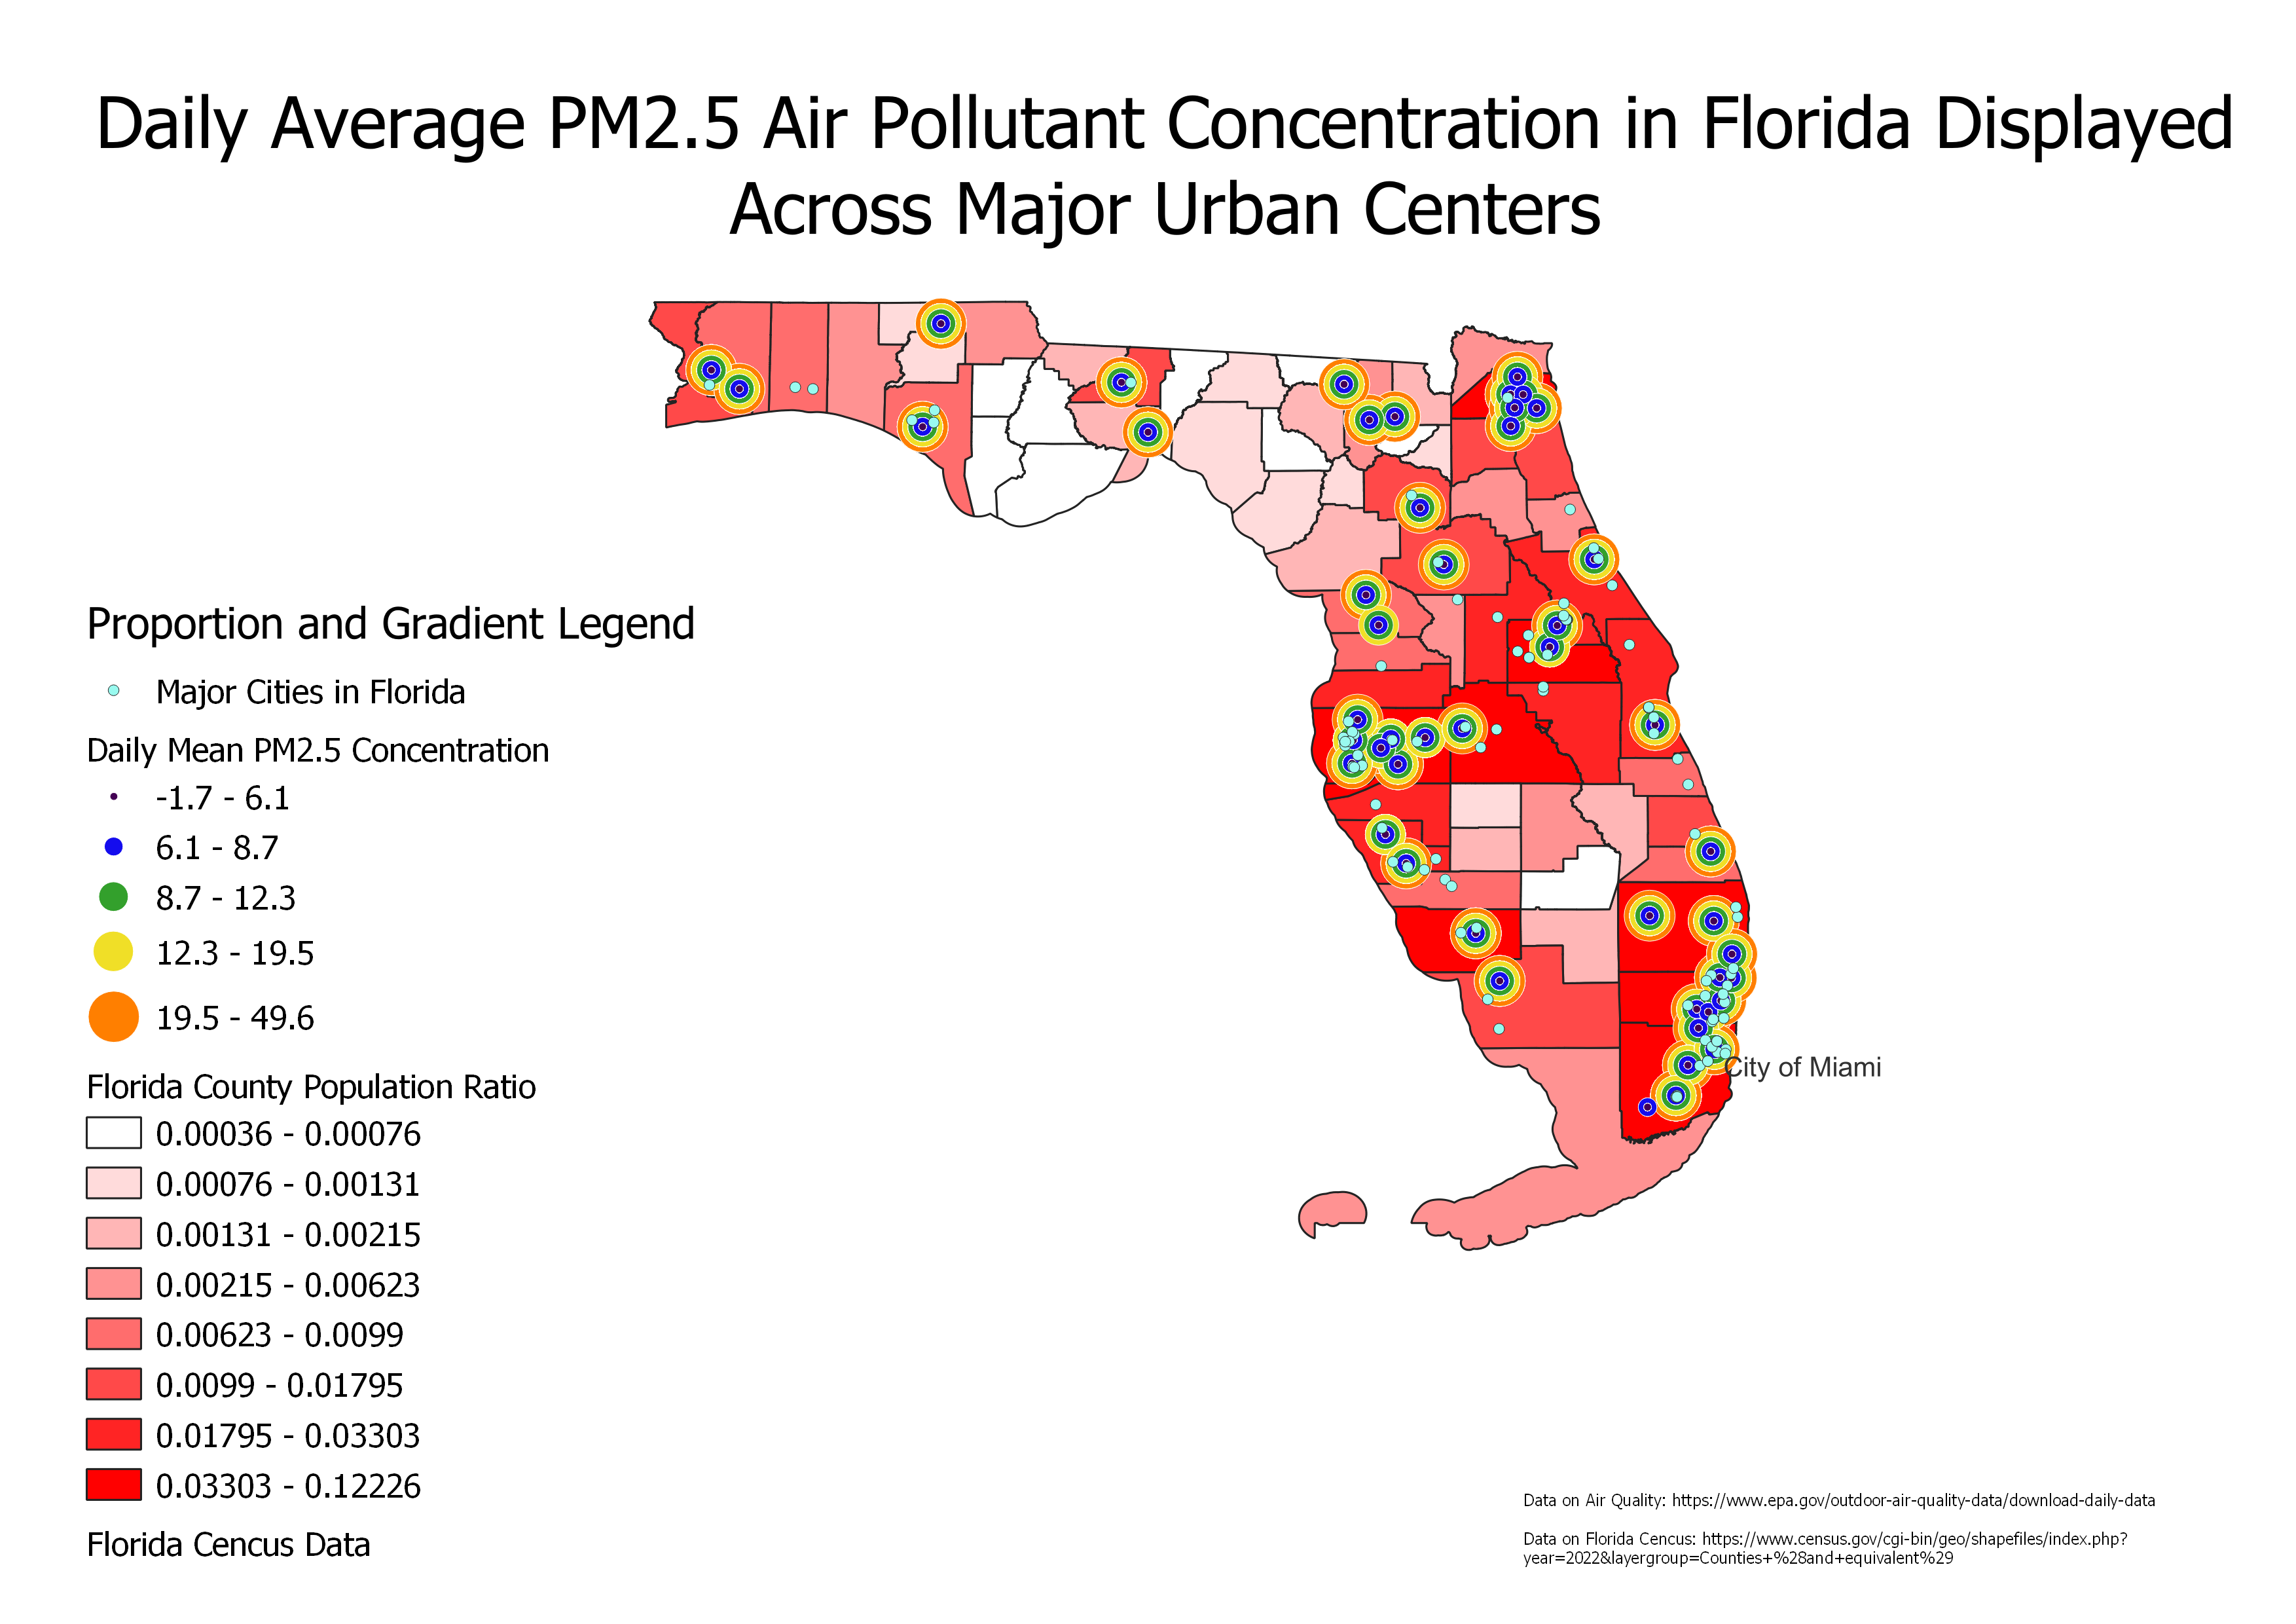 Daily Average PM2.5 Air Pollutant Concentration in Florida Displayed
Across Major Urban Centers
Proportion and Gradient Legend
Major Cities in Florida
Daily Mean PM2.5 Concentration
-1.7 - 6.1
6.1 - 8.7
8.7 - 12.3
12.3 - 19.5
19.5 - 49.6
Florida County Population Ratio
0.00036 - 0.00076
0.00076 - 0.00131
0.00131 - 0.00215
0.00215 - 0.00623
0.00623 - 0.0099
0.0099 - 0.01795
0.01795 - 0.03303
0.03303 - 0.12226
Florida Cencus Data
City of Miami
Data on Air Quality: https://www.epa.gov/outdoor-air-quality-data/download-daily-data
Data on Florida Cencus: https://www.census.gov/cgi-bin/geo/shapefiles/index.php?
year=2022&layergroup=Counties+%28and+equivalent%29